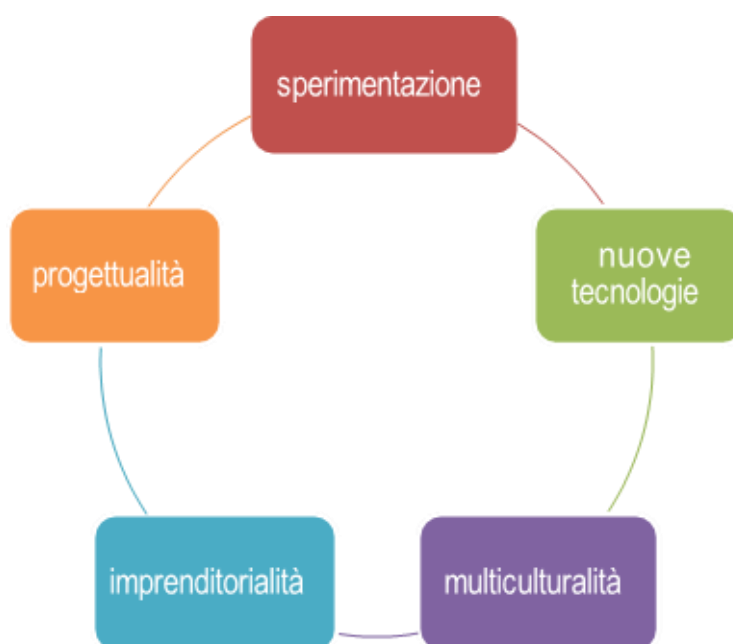 sperimentazione
nuove
tecnologie
multiculturalità
imprenditorialità
progettualità